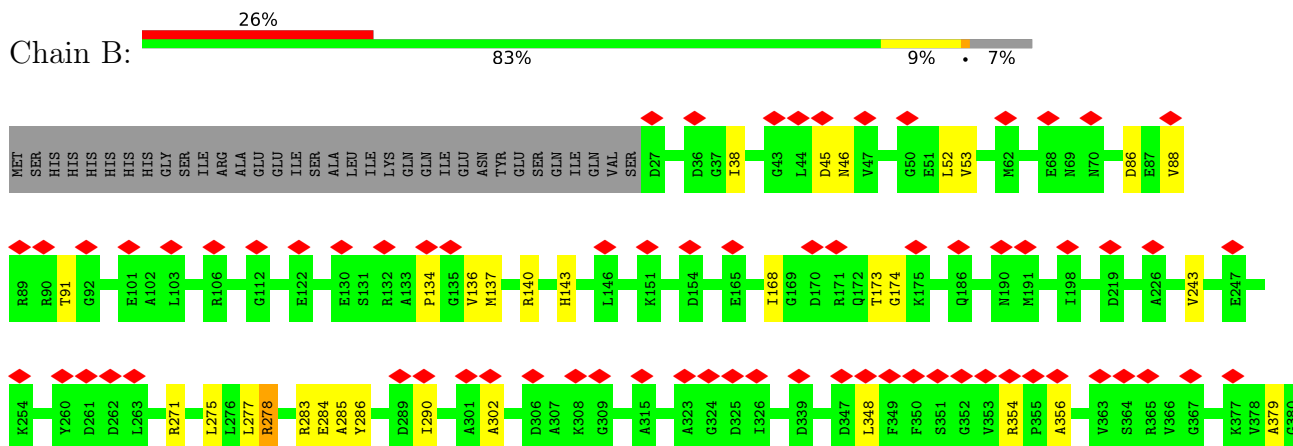 26%
Chain B:
83% 9% • 7%
MET SER HIS HIS HIS HIS HIS HIS GLY SER ILE ARG ALA GLU GLU ILE SER ALA LEU ILE LYS GLN GLN ILE GLU ASN TYR GLU SER GLN ILE GLN VAL SER D27 D36 G37 I38 G43 L44 D45 N46 V47 G50 E51 L52 V53 M62 E68 N69 N70 D86 E87 V88
R89 R90 T91 G92 E101 A102 L103 R106 G112 E122 E130 S131 R132 A133 P134 G135 V136 M137 R140 H143 L146 K151 D154 E165 I168 G169 D170 R171 Q172 T173 G174 K175 Q186 N190 M191 I198 D219 A226 V243 E247
K254 Y260 D261 D262 L263 R271 L275 L276 L277 R278 R283 E284 A285 Y286 D289 I290 A301 A302 D306 A307 K308 G309 A315 A323 G324 D325 I326 D339 D347 L348 F349 F350 S351 G352 V353 R354 P355 A356 V363 S364 R365 V366 G367 K377 V378 A379 G380